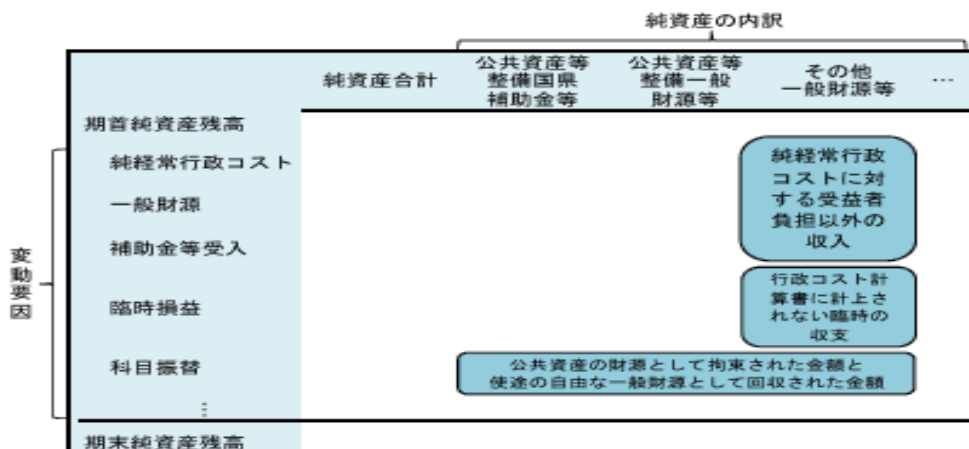 純資産の内訳
純資産合計
公共資産等
整備国県
補助金等
公共資産等
整備一般
財源等
その他
一般財源等
…
期首純資産残高
変動要因
純経常行政コスト
一般財源
補助金等受入
臨時損益
科目振替
…
純経常行政
コストに対
する受益者
負担以外の
収入
行政コスト計
算書に計上さ
れない臨時の
収支
公共資産の財源として拘束された金額と
使途の自由な一般財源として回収された金額
期末純資産残高